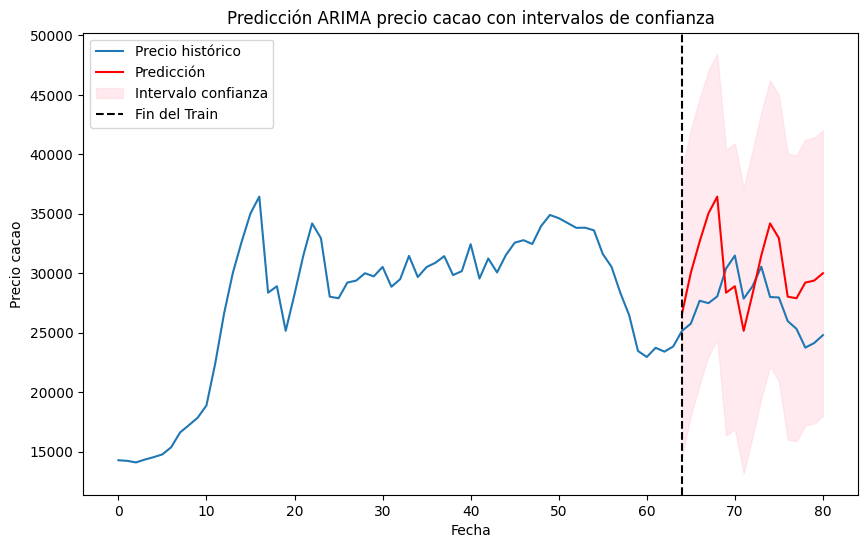 Predicción ARIMA precio cacao con intervalos de confianza
Precio histórico
Predicción
Intervalo confianza
Fin del Train
Precio cacao
50000
45000
40000
35000
30000
25000
20000
15000
0 10 20 30 40 50 60 70 80
Fecha